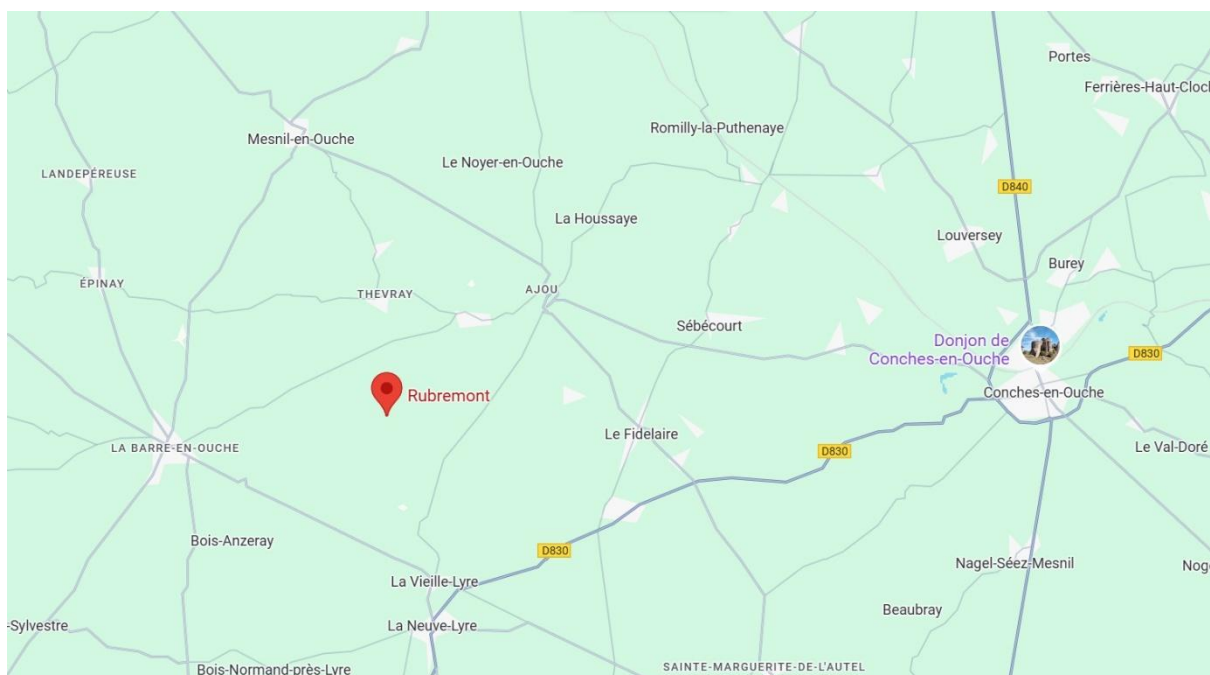 Portes
Ferrières-Haut-Cloch
Romilly-la-Puthenaye
Mesnil-en-Ouche
Le Noyer-en-Ouche
LANDEPÉREUSE
D840
La Houssaye
Louversey
Burey
ÉPINAY
THEVRAY
AJOU
Sébécourt
Donjon de
Conches-en-Ouche
D830
Rubremont
Conches-en-Ouche
Le Fidelaire
LA BARRE-EN-OUCHE
D830
Le Val-Doré
Bois-Anzeray
D830
Nagel-Séez-Mesnil
Nog
La Vieille-Lyre
Beaubray
-Sylvestre
La Neuve-Lyre
Bois-Normand-près-Lyre
SAINTE-MARGUERITE-DE-L'AUTEL